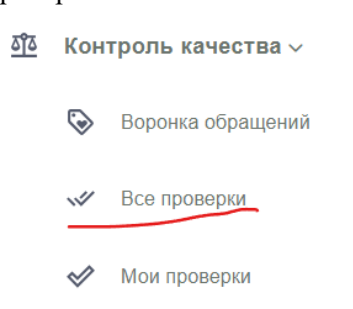 Контроль качества
Воронка обращений
Все проверки
Мои проверки